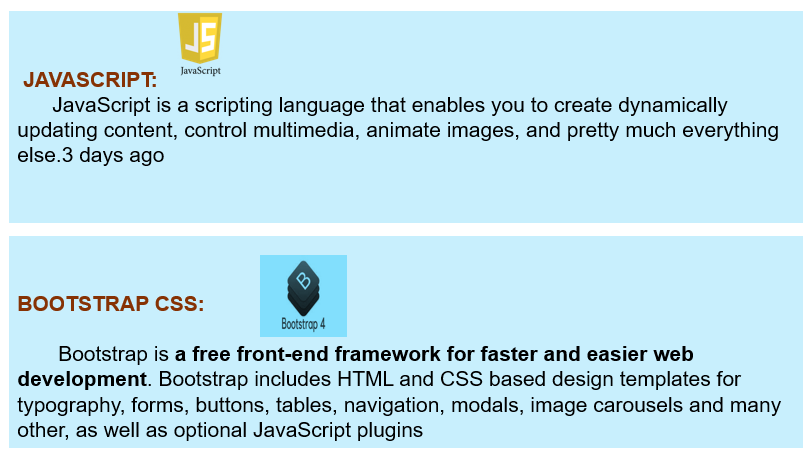 JS
JavaScript
JAVASCRIPT:
JavaScript is a scripting language that enables you to create dynamically
updating content, control multimedia, animate images, and pretty much everything
else.3 days ago
B
BOOTSTRAP CSS:
Bootstrap 4
Bootstrap is a free front-end framework for faster and easier web
development. Bootstrap includes HTML and CSS based design templates for
typography, forms, buttons, tables, navigation, modals, image carousels and many
other, as well as optional JavaScript plugins